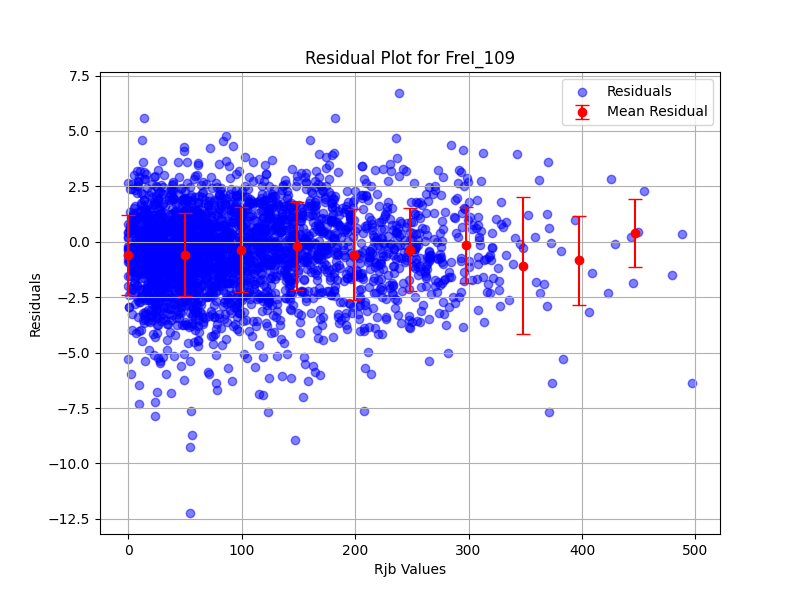 Residual Plot for FreI_109
Residuals
Mean Residual
7.5
5.0
2.5
0.0
−2.5
−5.0
−7.5
−10.0
−12.5
Residuals
0 100 200 300 400 500
Rjb Values